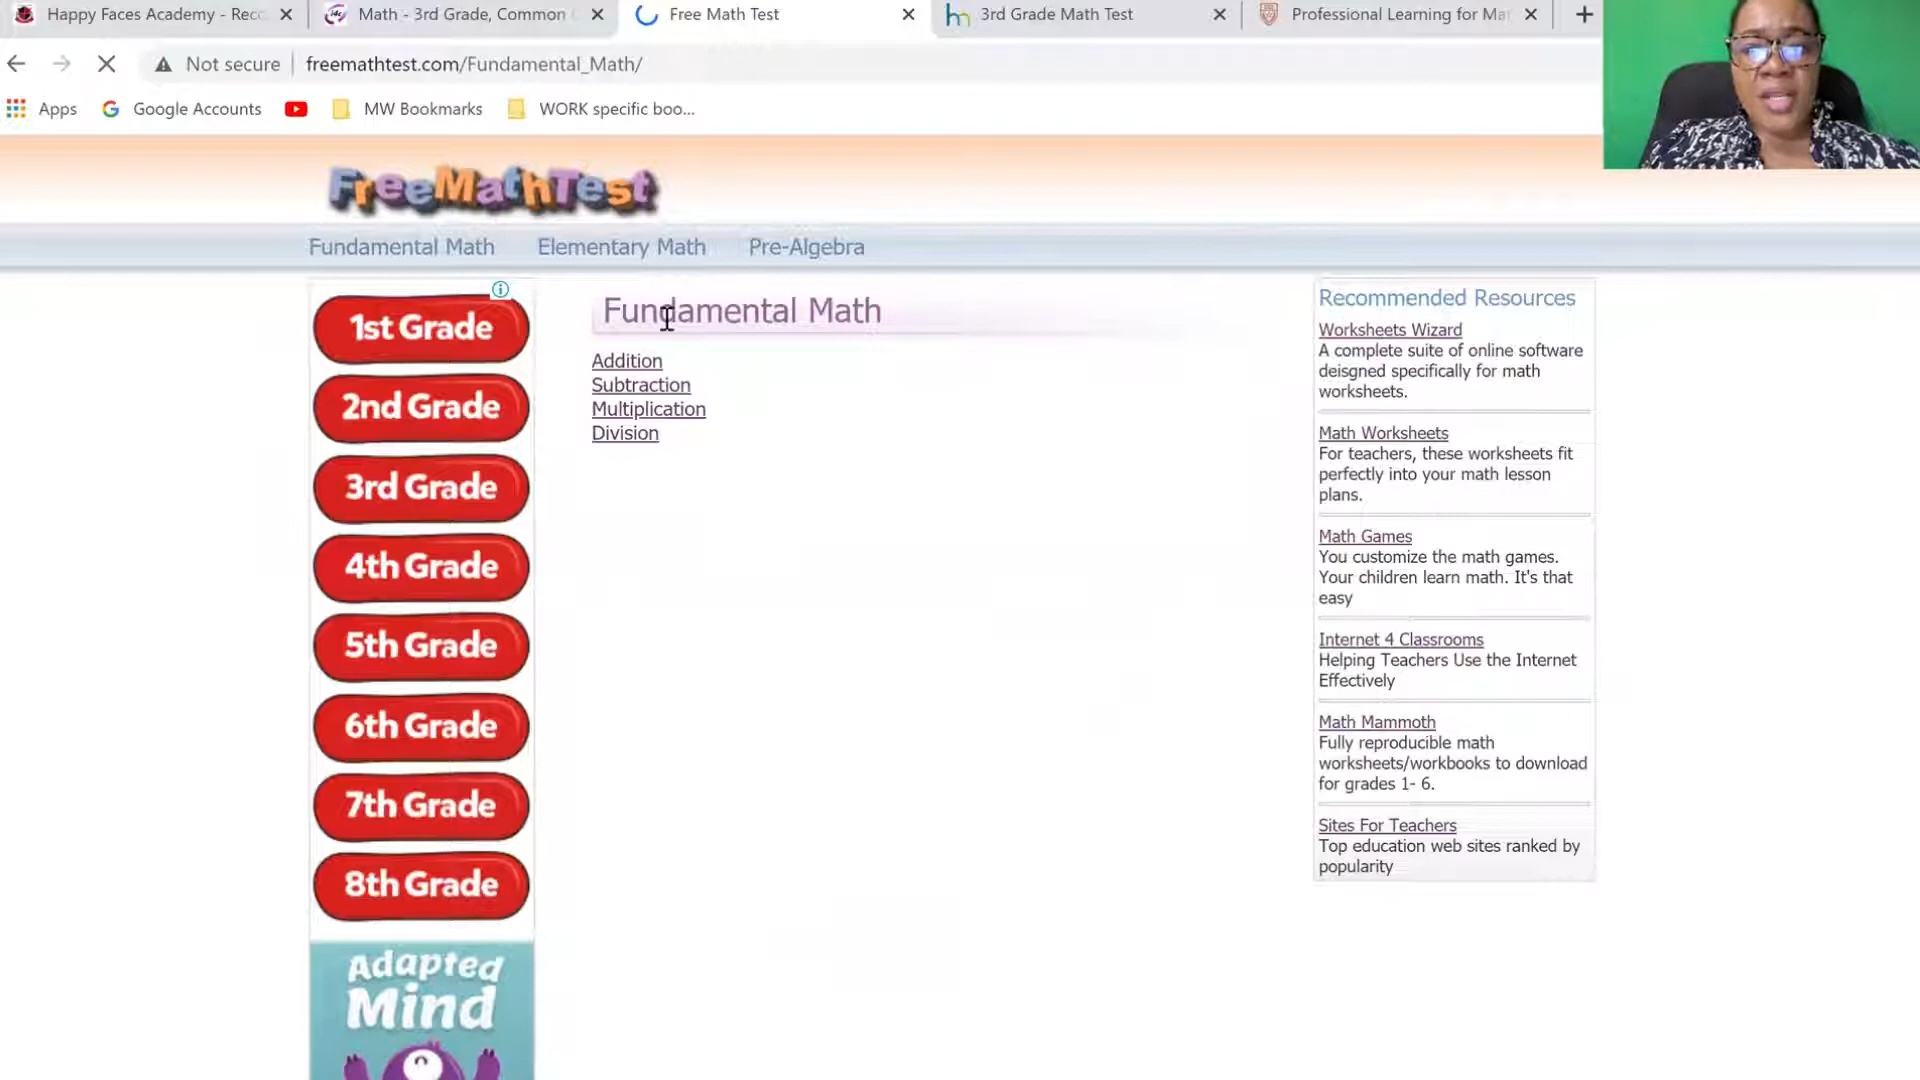 Happy Faces Academy - Reco
Math - 3rd Grade, Common
Free Math Test
3rd Grade Math Test
Professional Learning for Mar
Not secure
freemathtest.com/Fundamental_Math/
Apps
Google Accounts
MW Bookmarks
WORK specific boo...
FreeMathTest
Fundamental Math
Elementary Math
Pre-Algebra
1st Grade
2nd Grade
3rd Grade
4th Grade
5th Grade
6th Grade
7th Grade
8th Grade
Adapted
Mind
Fundamental Math
Addition
Subtraction
Multiplication
Division
Recommended Resources
Worksheets Wizard
A complete suite of online software
deisgned specifically for math
worksheets.
Math Worksheets
For teachers, these worksheets fit
perfectly into your math lesson
plans.
Math Games
You customize the math games.
Your children learn math. It's that
easy
Internet 4 Classrooms
Helping Teachers Use the Internet
Effectively
Math Mammoth
Fully reproducible math
worksheets/workbooks to download
for grades 1- 6.
Sites For Teachers
Top education web sites ranked by
popularity